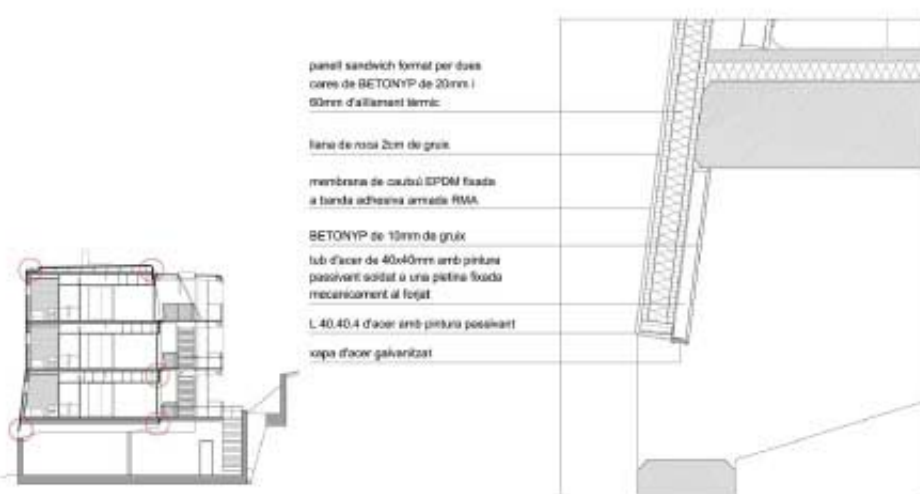 panell sandwich format per dues
cares de BETONYP de 20mm i
60mm d'aïllament tèrmic
llana de roca 2cm de gruix
membrana de cautxú EPDM fixada
a banda adhesiva armada RMA
BETONYP de 10mm de gruix
tub d'acer de 40x40mm amb pintura
passivant soldat a una pletina fixada
mecanicament al forjat
L 40.40.4 d'acer amb pintura passivant
xapa d'acer galvanitzat